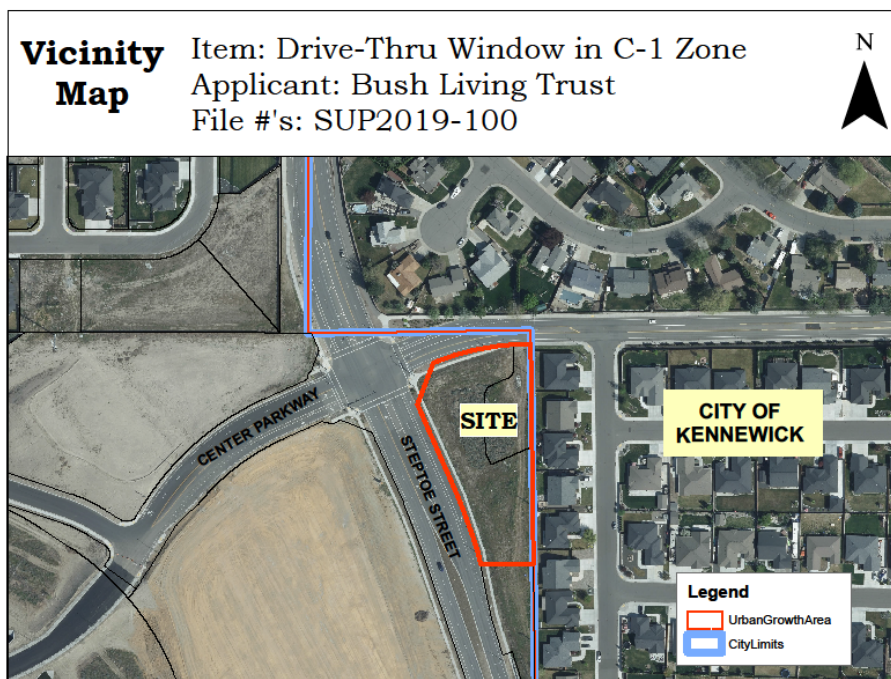 Vicinity
Map
Item: Drive-Thru Window in C-1 Zone
Applicant: Bush Living Trust
File #'s: SUP2019-100
N
CENTER PARKWAY
STEPTOE STREET
SITE
CITY OF
KENNEWICK
Legend
UrbanGrowthArea
CityLimits